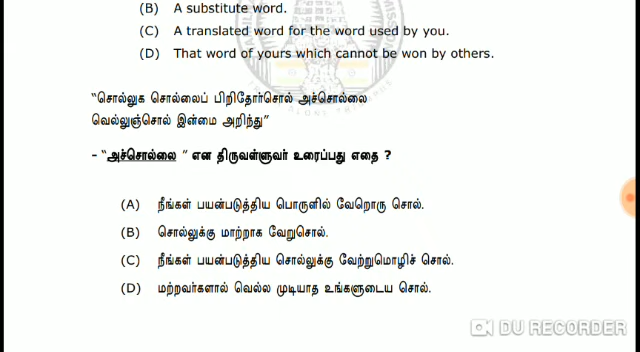 (B) A substitute word.
(C) A translated word for the word used by you.
(D) That word of yours which cannot be won by others.
"சொல்லுக சொல்லைப் பிறிதோர்சொல் அச்சொல்லை
வெல்லுஞ்சொல் இன்மை அறிந்து"
- "அச்சொல்லை " என திருவள்ளுவர் உரைப்பது எதை ?
(A) நீங்கள் பயன்படுத்திய பொருளில் வேறொரு சொல்.
(B) சொல்லுக்கு மாற்றாக வேறுசொல்.
(C) நீங்கள் பயன்படுத்திய சொல்லுக்கு வேற்றுமொழிச் சொல்.
(D) மற்றவர்களால் வெல்ல முடியாத உங்களுடைய சொல்.
DU RECORDER